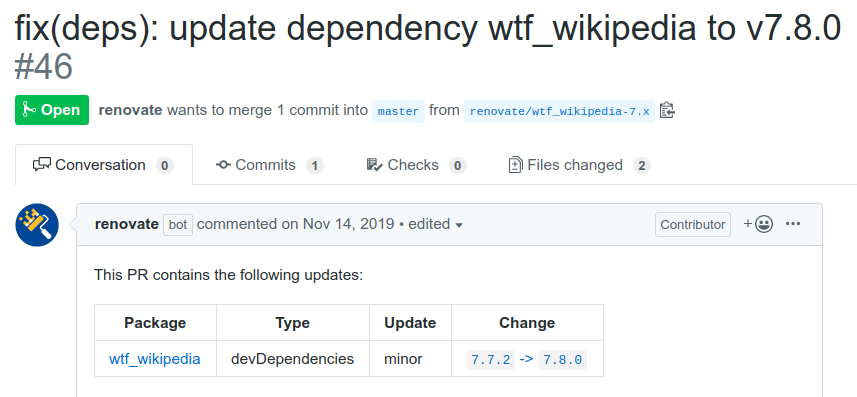 fix(deps): update dependency wtf_wikipedia to v7.8.0
#46
Open renovate wants to merge 1 commit into master from renovate/wtf_wikipedia-7.x
Conversation 0 Commits 1 Checks 0 Files changed 2
renovate bot commented on Nov 14, 2019 • edited Contributor +
This PR contains the following updates:
Package Type Update Change
wtf_wikipedia devDependencies minor 7.7.2 -> 7.8.0